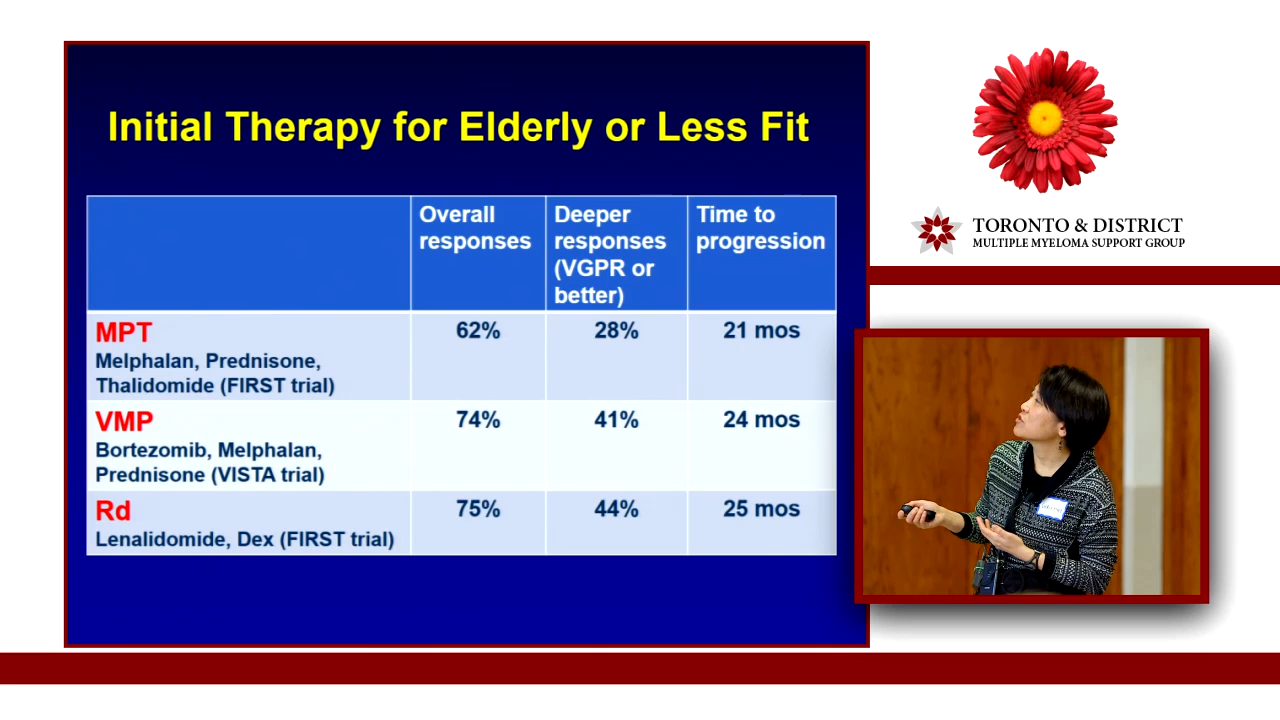 Initial Therapy for Elderly or Less Fit
Overall
responses
Deeper
responses
(VGPR or
better)
Time to
progression
MPT
Melphalan, Prednisone,
Thalidomide (FIRST trial)
62%
28%
21 mos
VMP
Bortezomib, Melphalan,
Prednisone (VISTA trial)
74%
41%
24 mos
Rd
Lenalidomide, Dex (FIRST trial)
75%
44%
25 mos
TORONTO & DISTRICT
MULTIPLE MYELOMA SUPPORT GROUP